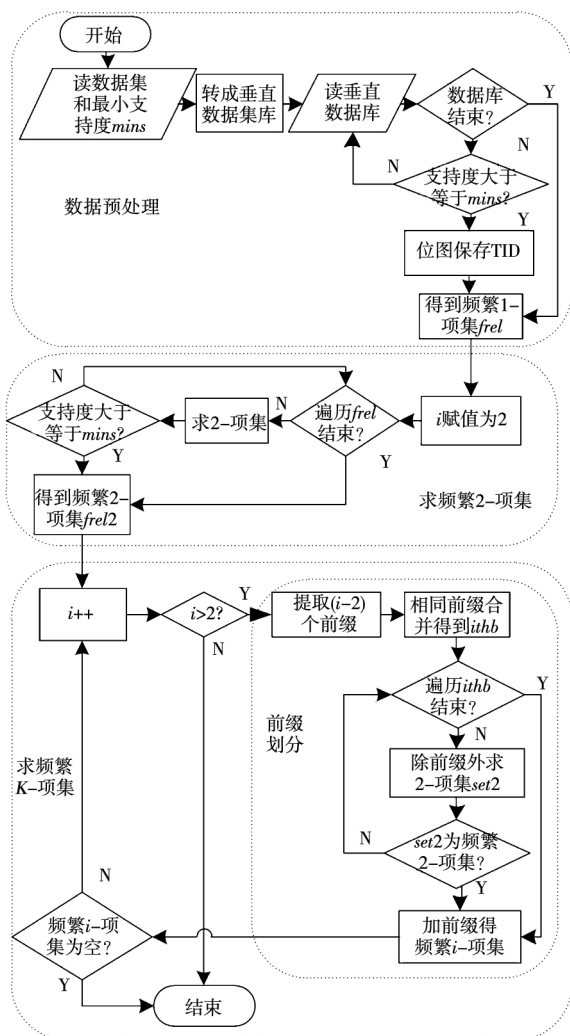 开始
读数据集
和最小支
持度mins
转成垂直
数据集库
读垂直
数据库
数据库
结束?
Y
N
支持度大于
等于mins?
N
Y
数据预处理
位图保存TID
得到频繁1-
项集frel
i赋值为2
遍历frel
结束?
N
Y
求2-项集
支持度大于
等于mins?
N
Y
得到频繁2-
项集frel2
求频繁2-项集
i++
i>2?
Y
N
提取(i-2)
个前缀
相同前缀合
并得到ithb
遍历ithb
结束?
Y
N
前缀
划分
除前缀外求
2-项集set2
set2为频繁
2-项集?
N
Y
加前缀得
频繁i-项集
求频繁
K-项集
N
频繁i-项
集为空?
Y
结束